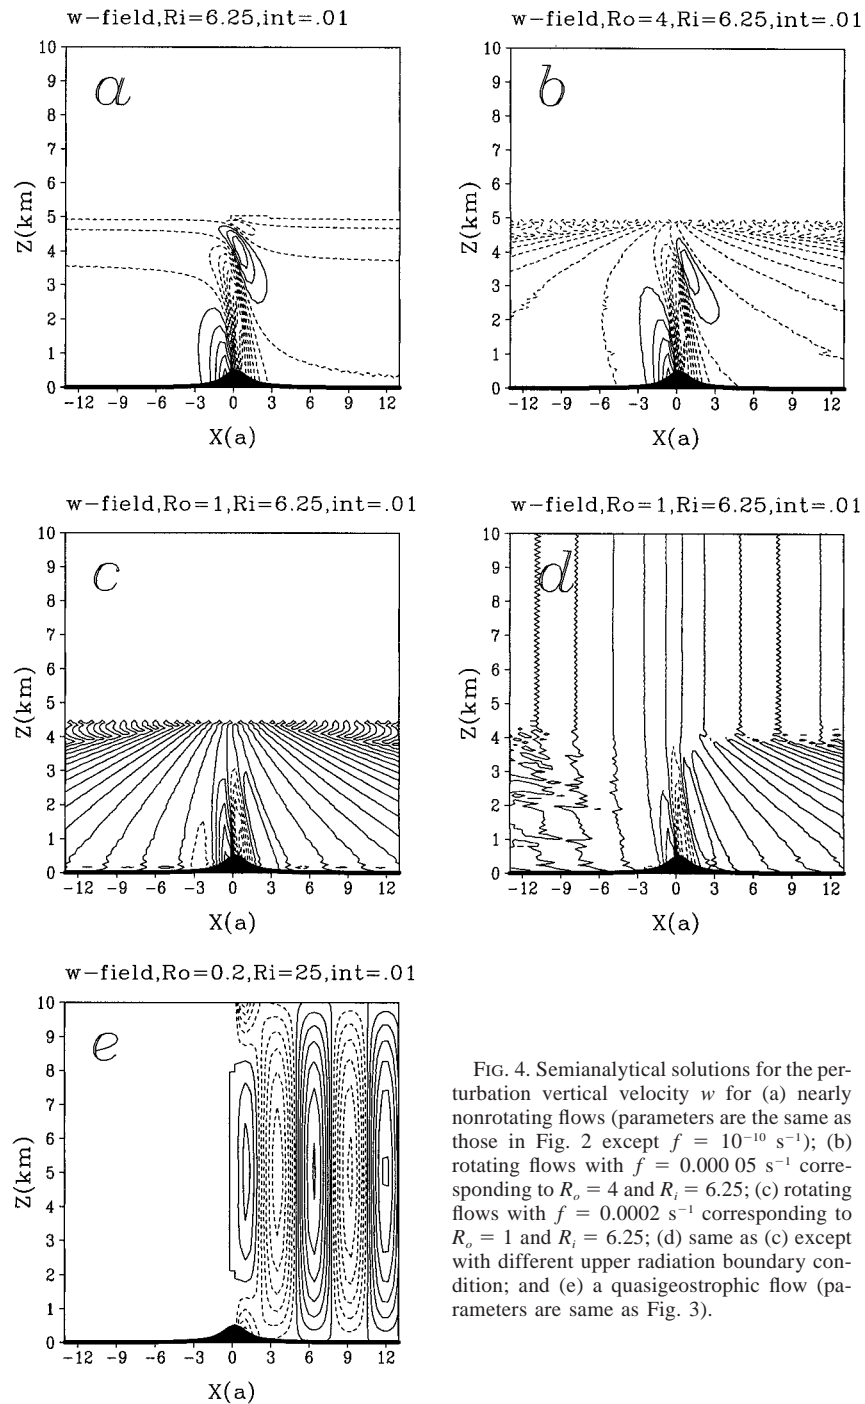 w-field,Ri=6.25,int=.01
a
10
9
8
7
6
5
4
3
2
1
0
Z(km)
-12 -9 -6 -3 0 3 6 9 12
X(a)
w-field,Ro=4,Ri=6.25,int=.01
b
10
9
8
7
6
5
4
3
2
1
0
Z(km)
-12 -9 -6 -3 0 3 6 9 12
X(a)
w-field,Ro=1,Ri=6.25,int=.01
c
10
9
8
7
6
5
4
3
2
1
0
Z(km)
-12 -9 -6 -3 0 3 6 9 12
X(a)
w-field,Ro=1,Ri=6.25,int=.01
d
10
9
8
7
6
5
4
3
2
1
0
Z(km)
-12 -9 -6 -3 0 3 6 9 12
X(a)
w-field,Ro=0.2,Ri=25,int=.01
e
10
9
8
7
6
5
4
3
2
1
0
Z(km)
-12 -9 -6 -3 0 3 6 9 12
X(a)
FIG. 4. Semianalytical solutions for the per-
turbation vertical velocity w for (a) nearly
nonrotating flows (parameters are the same as
those in Fig. 2 except f = 10⁻¹⁰ s⁻¹); (b)
rotating flows with f = 0.000 05 s⁻¹ corre-
sponding to Rₒ = 4 and Rᵢ = 6.25; (c) rotating
flows with f = 0.0002 s⁻¹ corresponding to
Rₒ = 1 and Rᵢ = 6.25; (d) same as (c) except
with different upper radiation boundary con-
dition; and (e) a quasigeostrophic flow (pa-
rameters are same as Fig. 3).